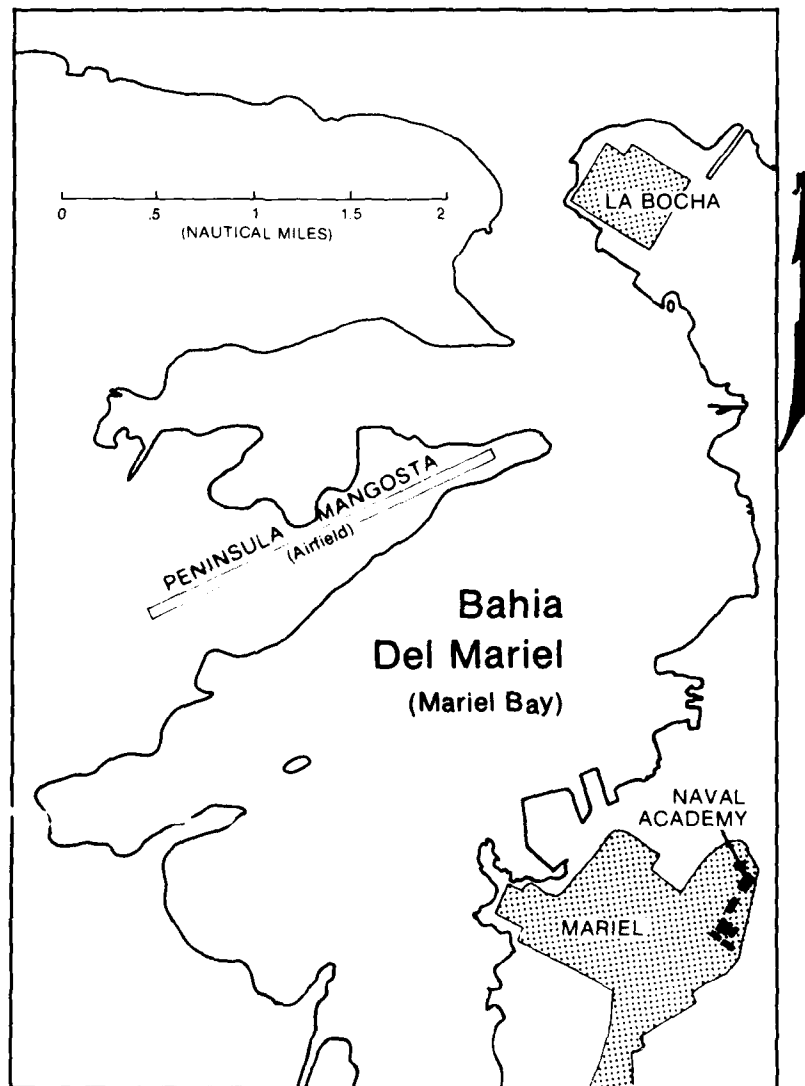 LA BOCHA
0 .5 1 1.5 2
(NAUTICAL MILES)
PENINSULA MANGOSTA
(Airfield)
Bahia
Del Mariel
(Mariel Bay)
NAVAL
ACADEMY
MARIEL